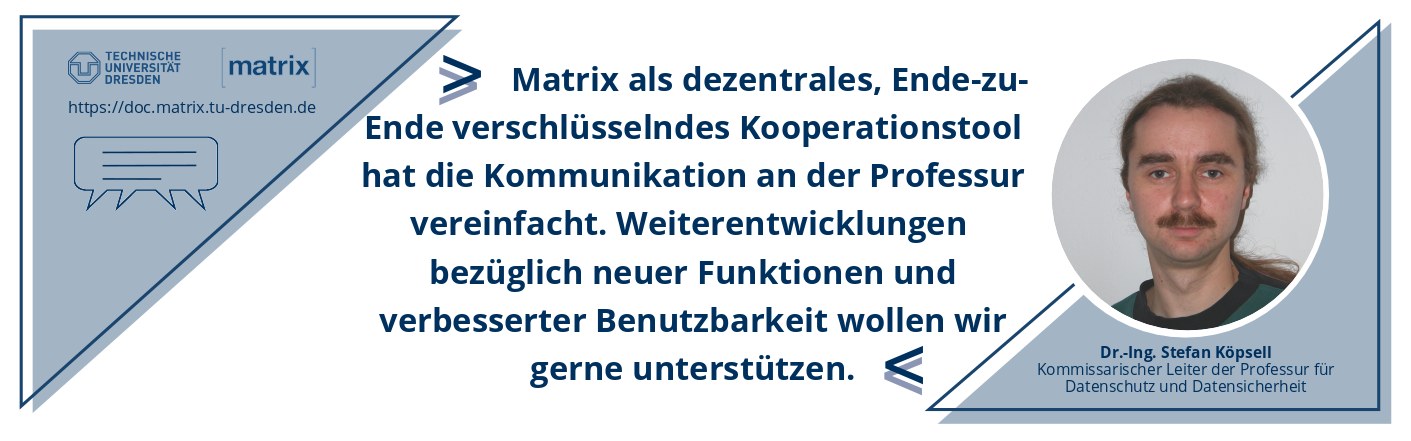 TECHNISCHE
UNIVERSITÄT
DRESDEN
[matrix]
https://doc.matrix.tu-dresden.de
> Matrix als dezentrales, Ende-zu-
Ende verschlüsselndes Kooperationstool
hat die Kommunikation an der Professur
vereinfacht. Weiterentwicklungen
bezüglich neuer Funktionen und
verbesserter Benutzbarkeit wollen wir
gerne unterstützen. <
Dr.-Ing. Stefan Köpsell
Kommissarischer Leiter der Professur für
Datenschutz und Datensicherheit